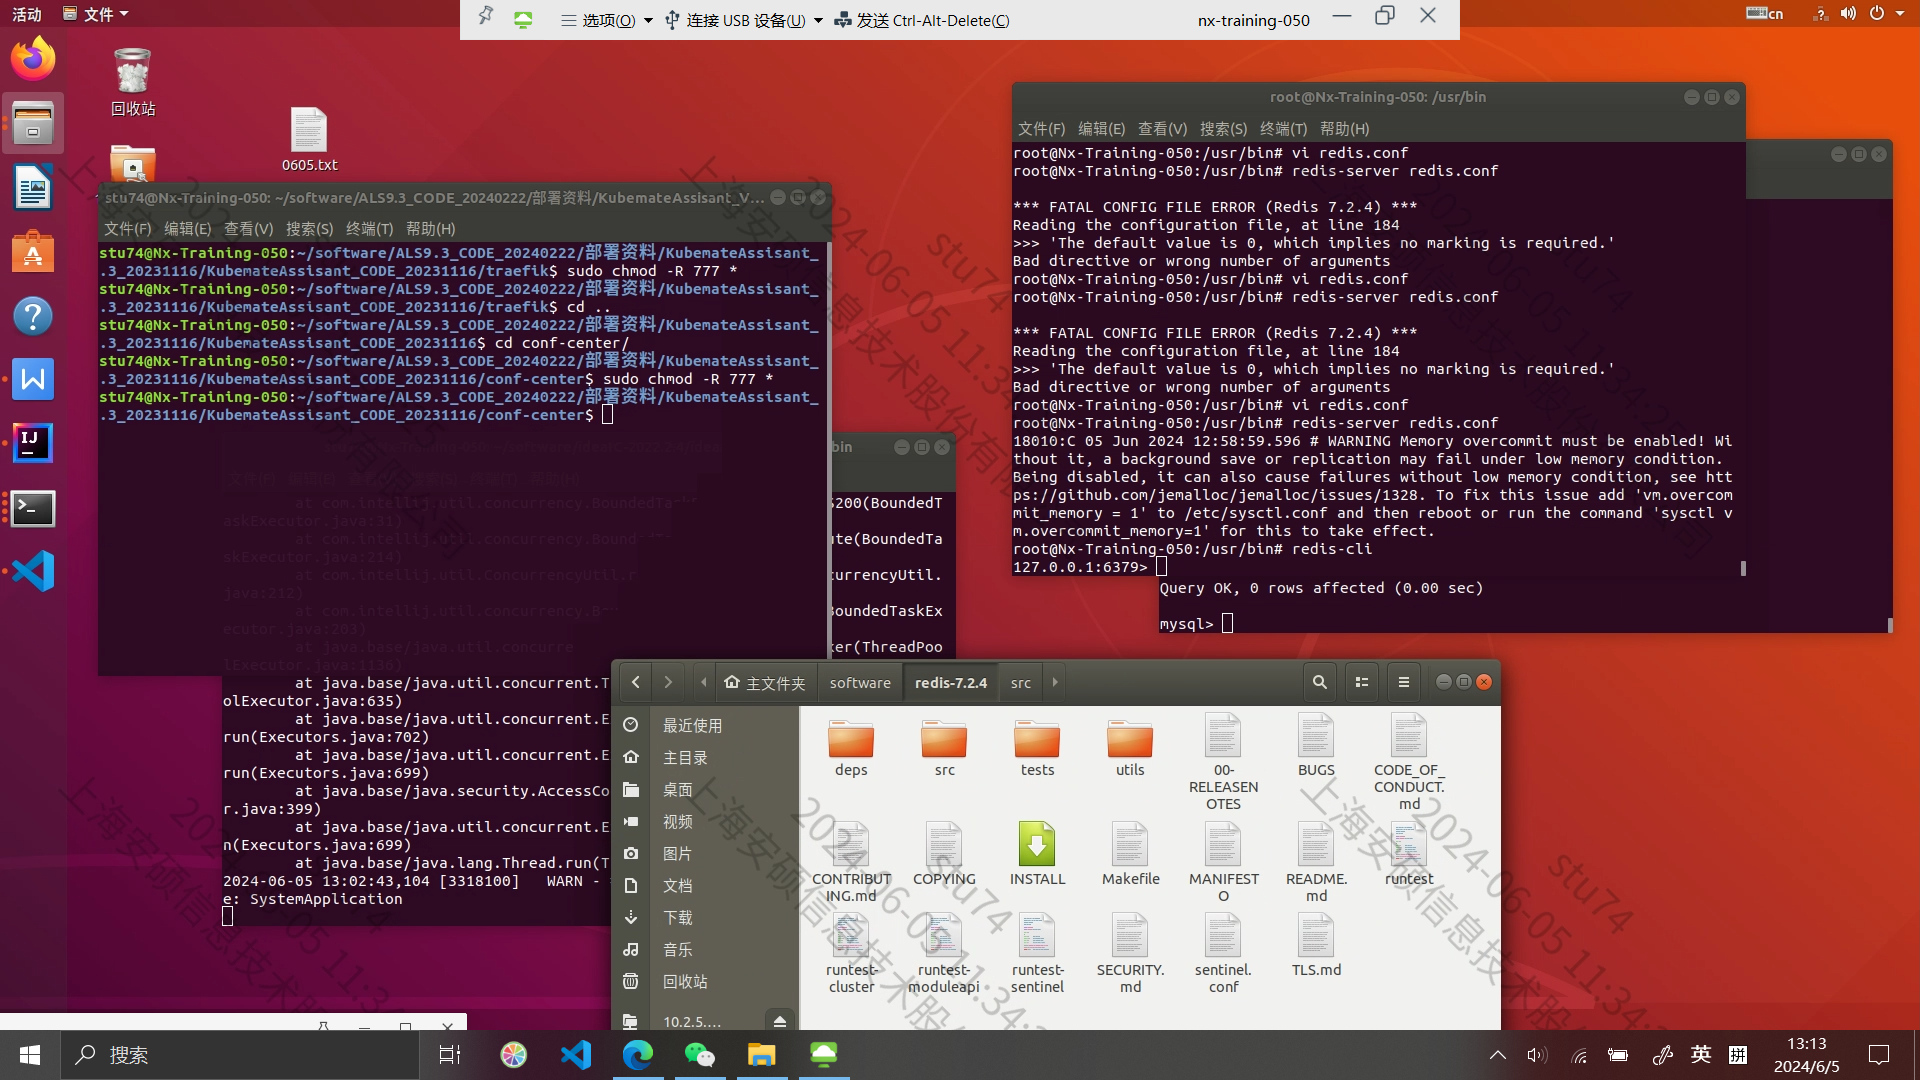 活动
文件
选项(O)
连接 USB 设备(U)
发送 Ctrl-Alt-Delete(C)
nx-training-050
cn
回收站
0605.txt
root@Nx-Training-050: /usr/bin
文件(F) 编辑(E) 查看(V) 搜索(S) 终端(T) 帮助(H)
root@Nx-Training-050:/usr/bin# vi redis.conf
root@Nx-Training-050:/usr/bin# redis-server redis.conf
*** FATAL CONFIG FILE ERROR (Redis 7.2.4) ***
Reading the configuration file, at line 184
>>> 'The default value is 0, which implies no marking is required.'
Bad directive or wrong number of arguments
root@Nx-Training-050:/usr/bin# vi redis.conf
root@Nx-Training-050:/usr/bin# redis-server redis.conf
*** FATAL CONFIG FILE ERROR (Redis 7.2.4) ***
Reading the configuration file, at line 184
>>> 'The default value is 0, which implies no marking is required.'
Bad directive or wrong number of arguments
root@Nx-Training-050:/usr/bin# vi redis.conf
root@Nx-Training-050:/usr/bin# redis-server redis.conf
18010:C 05 Jun 2024 12:58:59.596 # WARNING Memory overcommit must be enabled! Wi
thout it, a background save or replication may fail under low memory condition.
Being disabled, it can also cause failures without low memory condition, see htt
ps://github.com/jemalloc/jemalloc/issues/1328. To fix this issue add 'vm.overcom
mit_memory = 1' to /etc/sysctl.conf and then reboot or run the command 'sysctl v
m.overcommit_memory=1' for this to take effect.
root@Nx-Training-050:/usr/bin# redis-cli
127.0.0.1:6379>
Query OK, 0 rows affected (0.00 sec)
mysql>
stu74@Nx-Training-050: ~/software/ALS9.3_CODE_20240222/部署资料/KubemateAssisant_V...
文件(F) 编辑(E) 查看(V) 搜索(S) 终端(T) 帮助(H)
stu74@Nx-Training-050:~/software/ALS9.3_CODE_20240222/部署资料/KubemateAssisant_
.3_20231116/KubemateAssisant_CODE_20231116/traefik$ sudo chmod -R 777 *
stu74@Nx-Training-050:~/software/ALS9.3_CODE_20240222/部署资料/KubemateAssisant_
.3_20231116/KubemateAssisant_CODE_20231116/traefik$ cd ..
stu74@Nx-Training-050:~/software/ALS9.3_CODE_20240222/部署资料/KubemateAssisant_
.3_20231116/KubemateAssisant_CODE_20231116$ cd conf-center/
stu74@Nx-Training-050:~/software/ALS9.3_CODE_20240222/部署资料/KubemateAssisant_
.3_20231116/KubemateAssisant_CODE_20231116/conf-center$ sudo chmod -R 777 *
stu74@Nx-Training-050:~/software/ALS9.3_CODE_20240222/部署资料/KubemateAssisant_
.3_20231116/KubemateAssisant_CODE_20231116/conf-center$
bin
200(BoundedT
ute(BoundedTa
currencyUtil.
BoundedTaskEx
ker(ThreadPoo
at java.base/java.util.concurrent.T
olExecutor.java:635)
at java.base/java.util.concurrent.E
run(Executors.java:702)
at java.base/java.util.concurrent.E
run(Executors.java:699)
at java.base/java.security.AccessCo
r.java:399)
at java.base/java.util.concurrent.E
n(Executors.java:699)
at java.base/java.lang.Thread.run(T
2024-06-05 13:02:43,104 [3318100]   WARN -
e: SystemApplication
主文件夹
software
redis-7.2.4
src
最近使用
主目录
桌面
视频
图片
文档
下载
音乐
回收站
10.2.5....
deps
src
tests
utils
00-
RELEASEN
OTES
BUGS
CODE_OF_
CONDUCT.
md
CONTRIBUT
ING.md
COPYING
INSTALL
Makefile
MANIFEST
O
README.
md
runtest
runtest-
cluster
runtest-
moduleapi
runtest-
sentinel
SECURITY.
md
sentinel.
conf
TLS.md
搜索
英
拼
13:13
2024/6/5